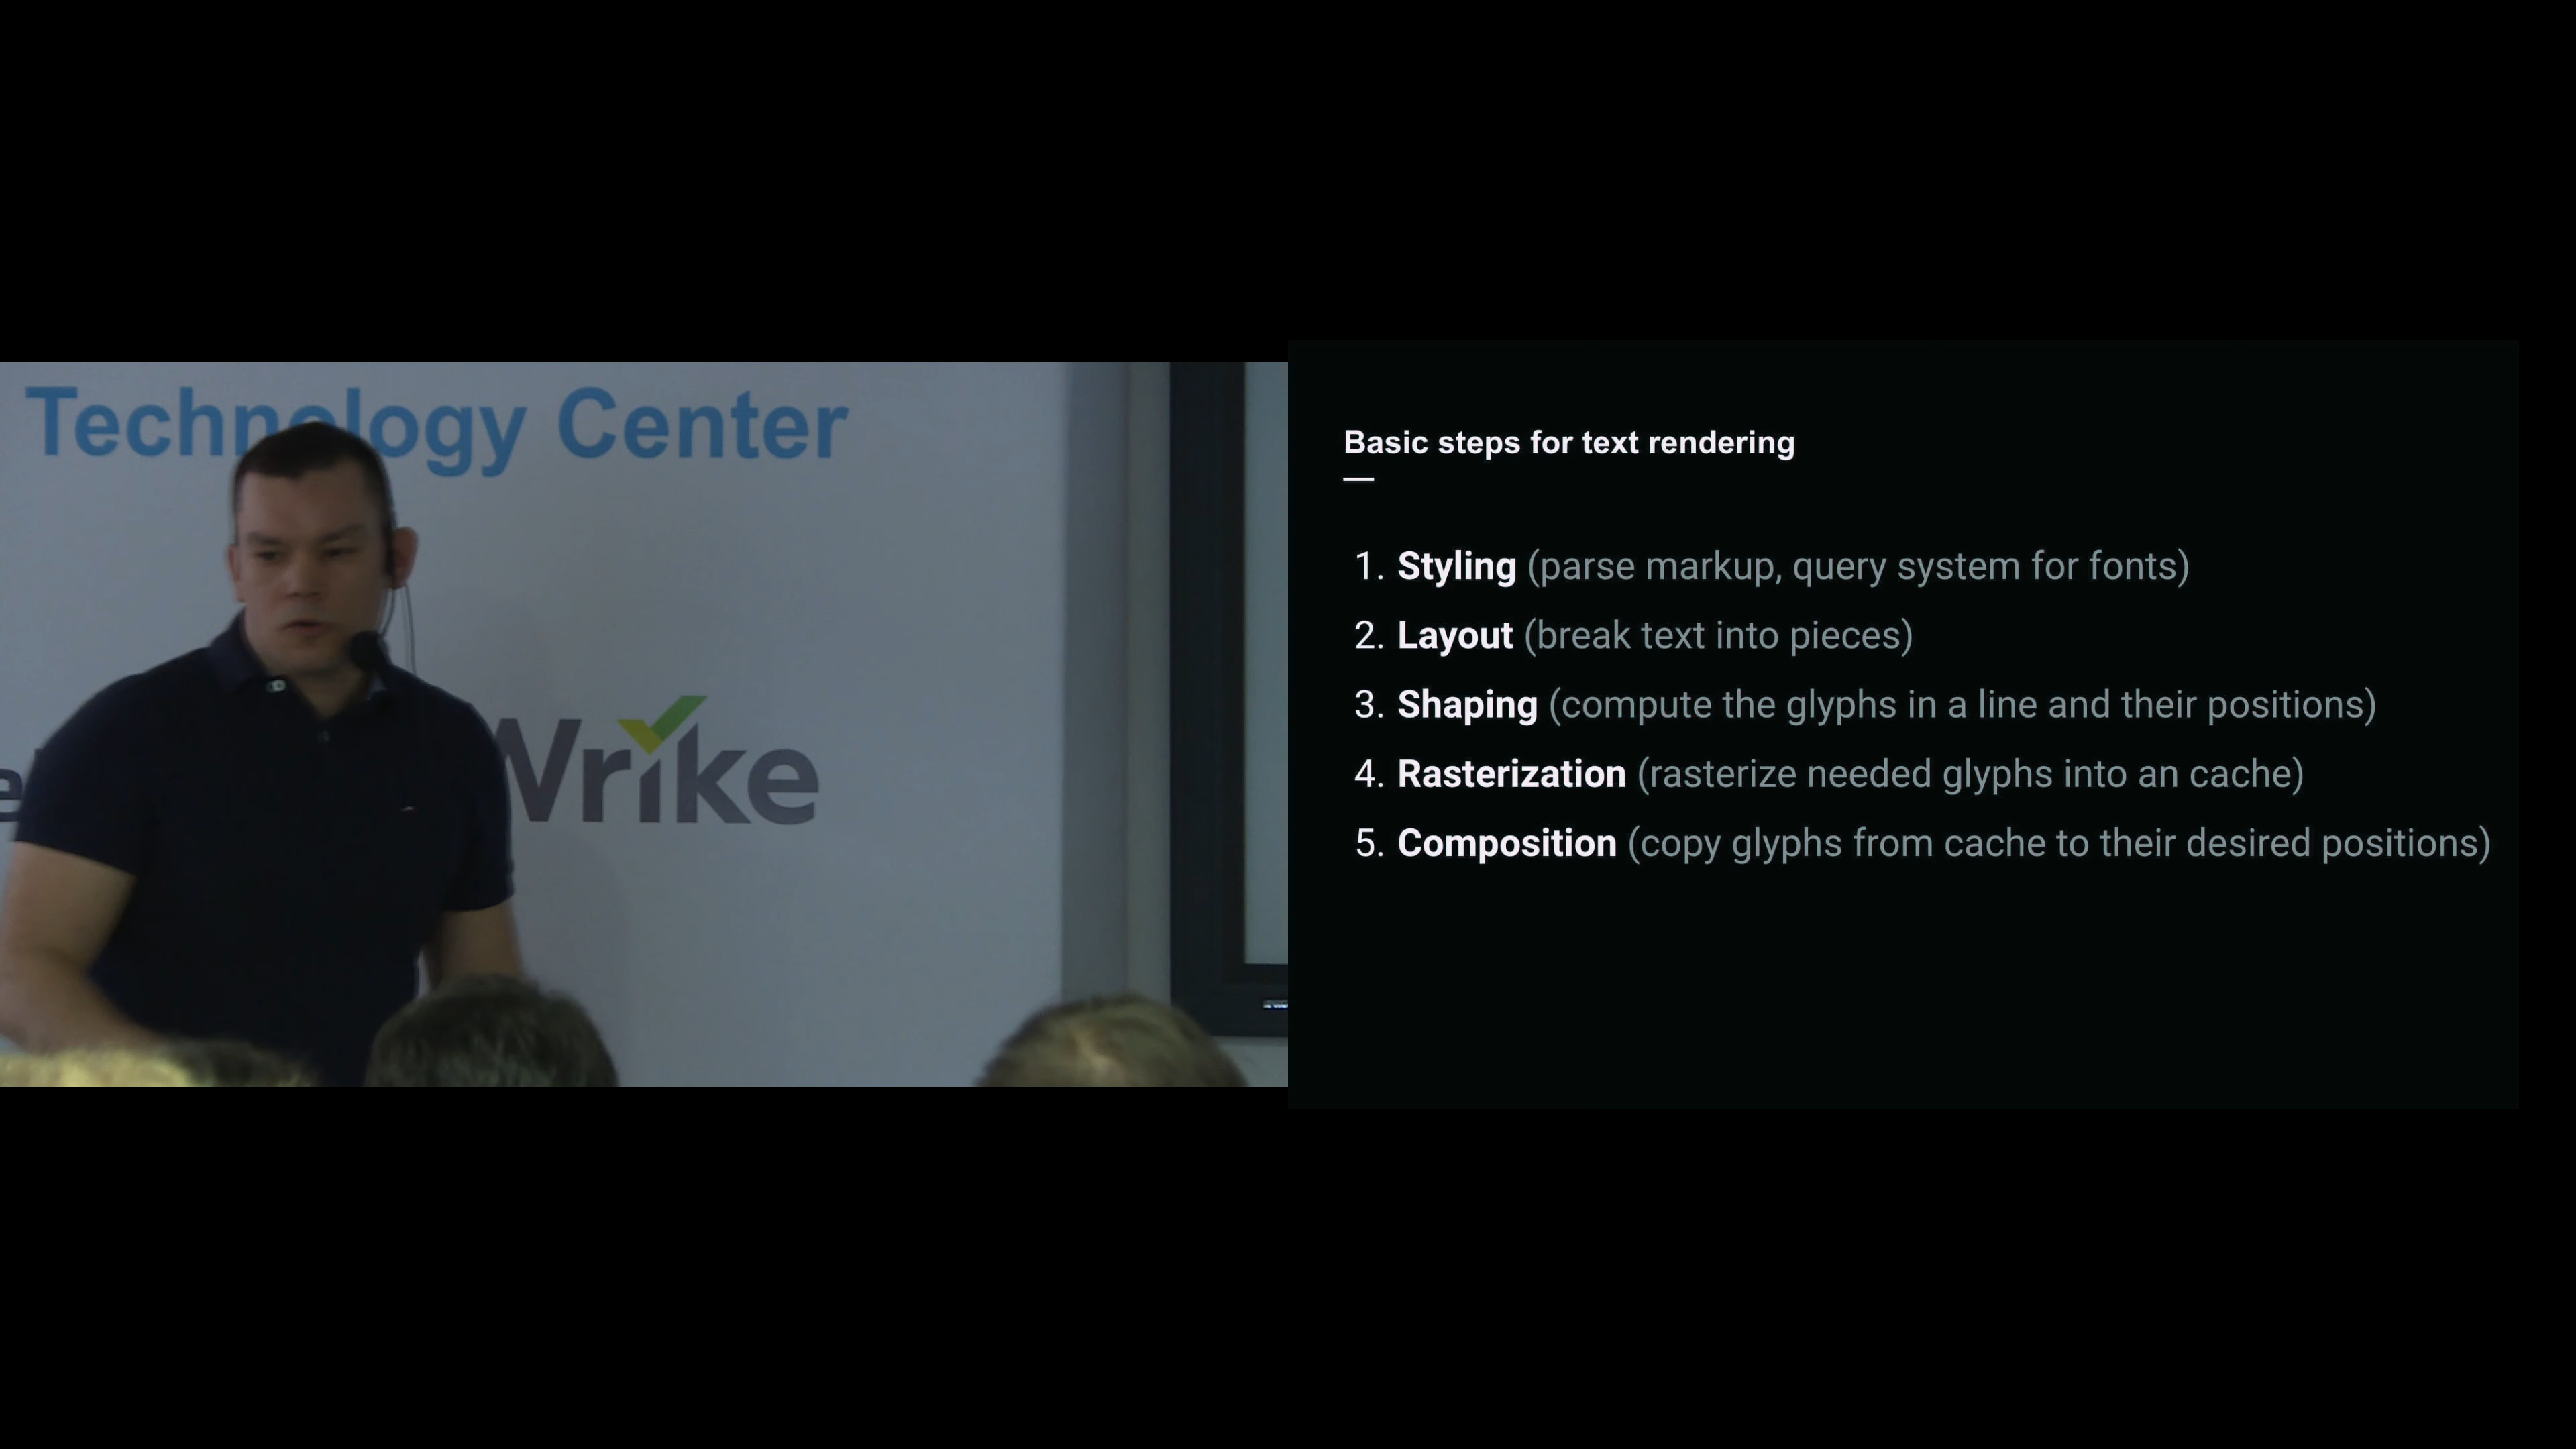 Technology Center
Wrike
Basic steps for text rendering
1. Styling (parse markup, query system for fonts)
2. Layout (break text into pieces)
3. Shaping (compute the glyphs in a line and their positions)
4. Rasterization (rasterize needed glyphs into an cache)
5. Composition (copy glyphs from cache to their desired positions)